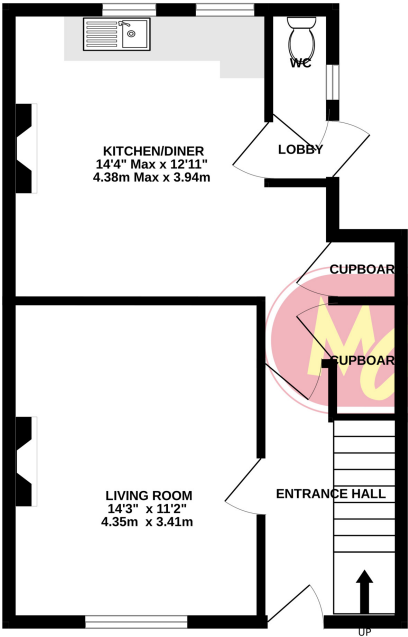 WC
KITCHEN/DINER
14'4" Max x 12'11"
4.38m Max x 3.94m
LOBBY
CUPBOAR
CUPBOAR
LIVING ROOM
14'3" x 11'2"
4.35m x 3.41m
ENTRANCE HALL
UP